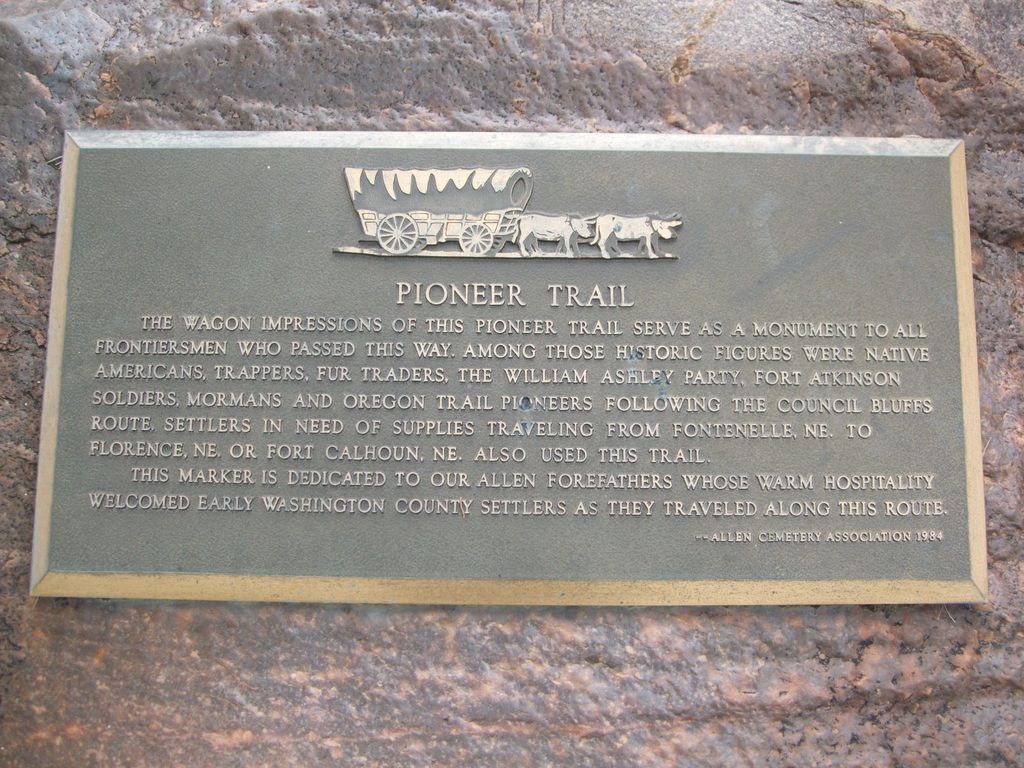 PIONEER TRAIL
THE WAGON IMPRESSIONS OF THIS PIONEER TRAIL SERVE AS A MONUMENT TO ALL
FRONTIERSMEN WHO PASSED THIS WAY. AMONG THOSE HISTORIC FIGURES WERE NATIVE
AMERICANS, TRAPPERS, FUR TRADERS, THE WILLIAM ASHLEY PARTY, FORT ATKINSON
SOLDIERS, MORMANS AND OREGON TRAIL PIONEERS FOLLOWING THE COUNCIL BLUFFS
ROUTE. SETTLERS IN NEED OF SUPPLIES TRAVELING FROM FONTENELLE, NE. TO
FLORENCE, NE. OR FORT CALHOUN, NE. ALSO USED THIS TRAIL.
THIS MARKER IS DEDICATED TO OUR ALLEN FOREFATHERS WHOSE WARM HOSPITALITY
WELCOMED EARLY WASHINGTON COUNTY SETTLERS AS THEY TRAVELED ALONG THIS ROUTE.
--ALLEN CEMETERY ASSOCIATION 1984